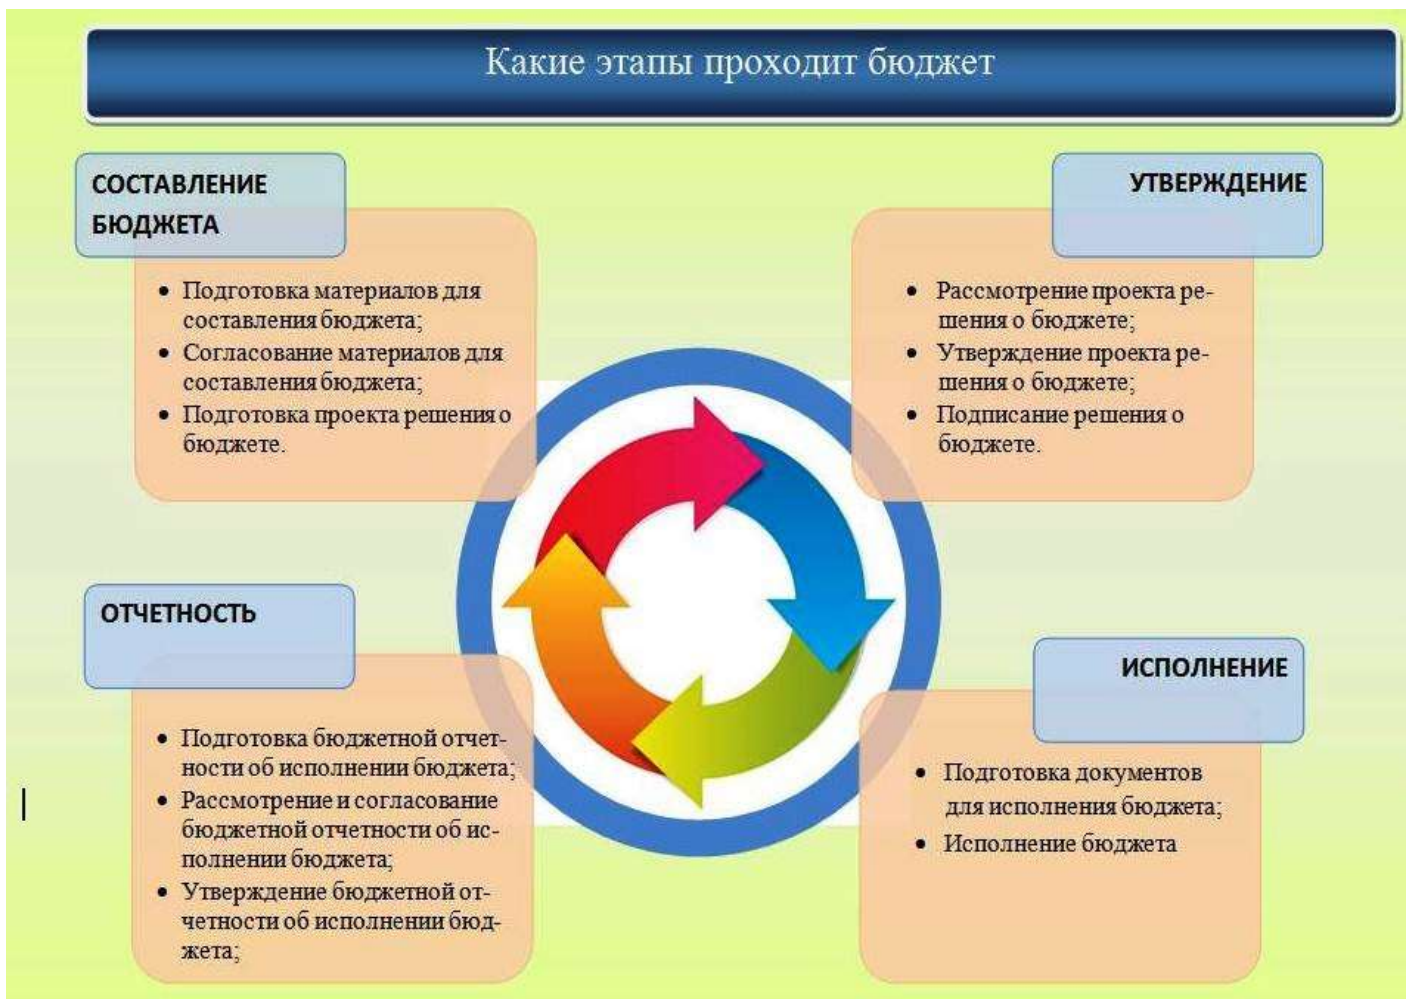 Какие этапы проходит бюджет
СОСТАВЛЕНИЕ
БЮДЖЕТА
• Подготовка материалов для
составления бюджета;
• Согласование материалов для
составления бюджета;
• Подготовка проекта решения о
бюджете.
УТВЕРЖДЕНИЕ
• Рассмотрение проекта ре-
шения о бюджете;
• Утверждение проекта ре-
шения о бюджете;
• Подписание решения о
бюджете.
ОТЧЕТНОСТЬ
• Подготовка бюджетной отчет-
ности об исполнении бюджета;
• Рассмотрение и согласование
бюджетной отчетности об ис-
полнении бюджета;
• Утверждение бюджетной от-
четности об исполнении бюд-
жета;
ИСПОЛНЕНИЕ
• Подготовка документов
для исполнения бюджета;
• Исполнение бюджета